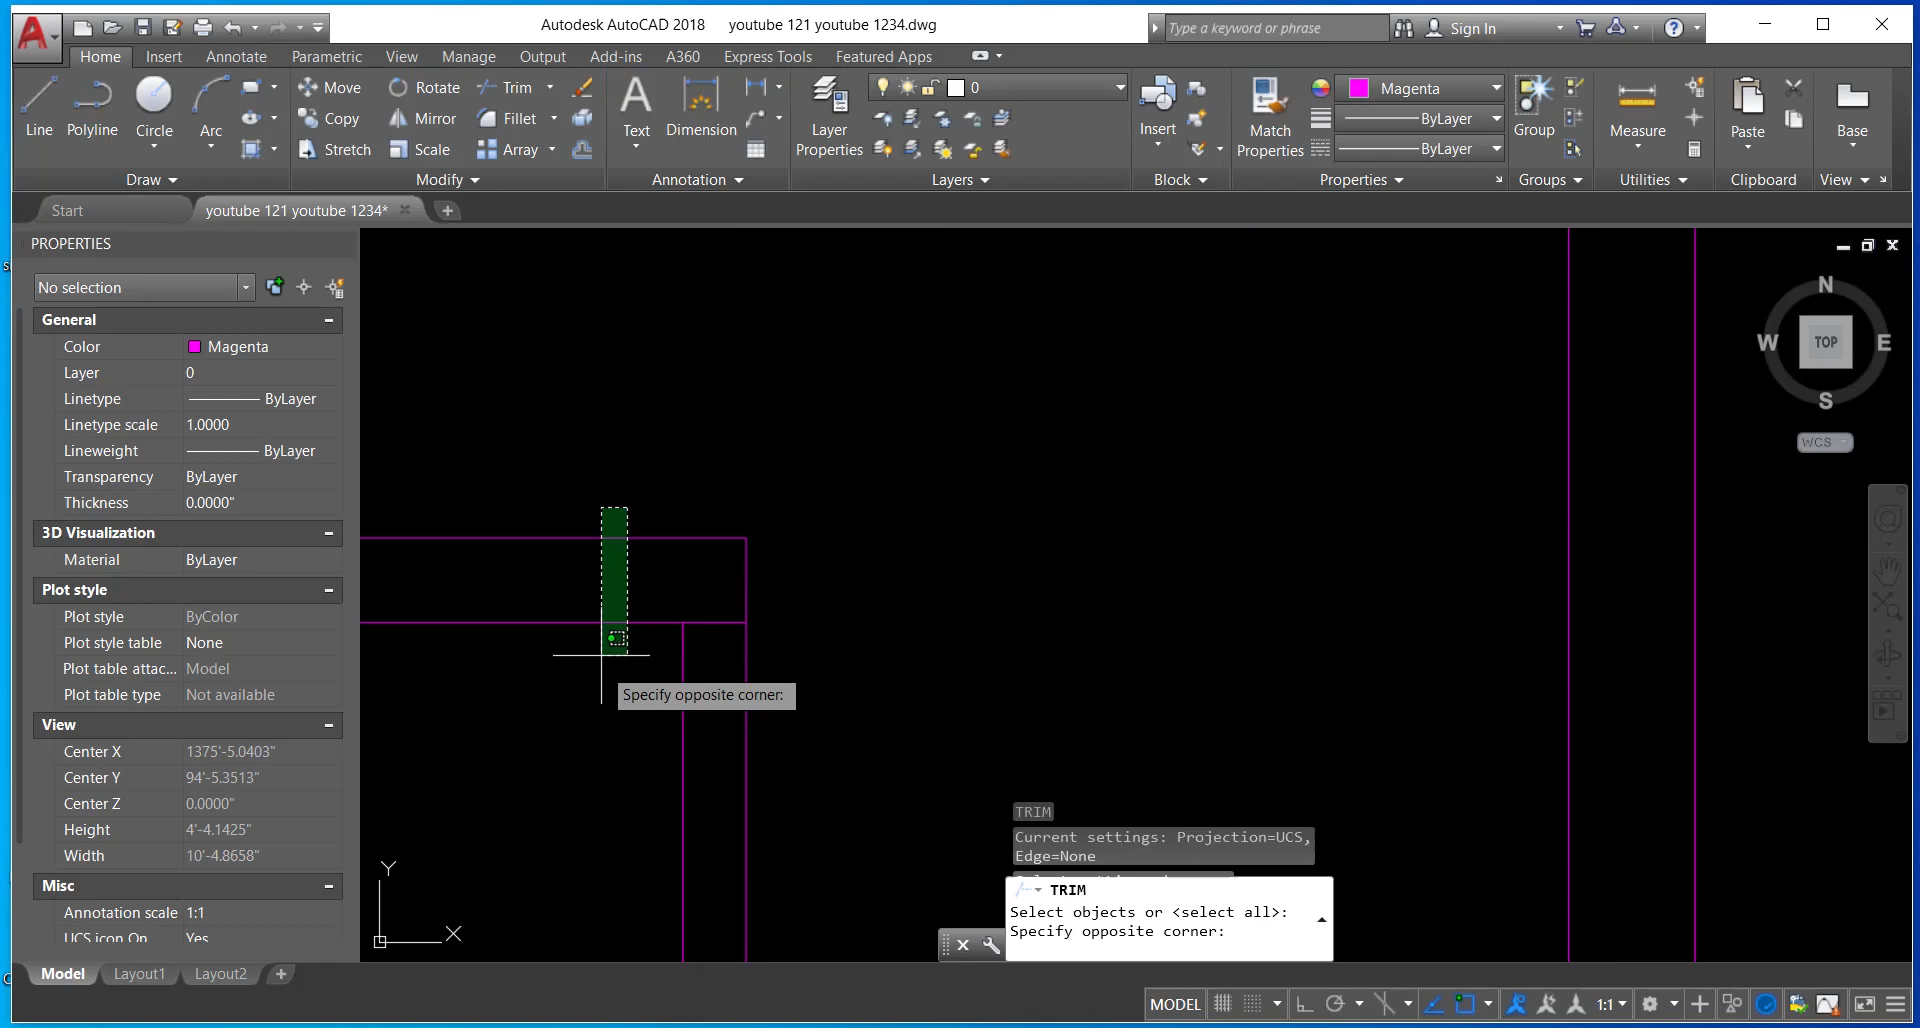 Autodesk AutoCAD 2018 youtube 121 youtube 1234.dwg
Type a keyword or phrase
Sign In
Home Insert Annotate Parametric View Manage Output Add-ins A360 Express Tools Featured Apps
Line Polyline Circle Arc
Move Rotate Trim
Copy Mirror Fillet
Stretch Scale Array
Text Dimension
Layer
Properties
0
Insert
Match
Properties
Magenta
ByLayer
ByLayer
Group
Measure
Paste
Base
Draw Modify Annotation Layers Block Properties Groups Utilities Clipboard View
Start youtube 121 youtube 1234*
PROPERTIES
No selection
General
Color Magenta
Layer 0
Linetype ByLayer
Linetype scale 1.0000
Lineweight ByLayer
Transparency ByLayer
Thickness 0.0000"
3D Visualization
Material ByLayer
Plot style
Plot style ByColor
Plot style table None
Plot table attac... Model
Plot table type Not available
View
Center X 1375'-5.0403"
Center Y 94'-5.3513"
Center Z 0.0000"
Height 4'-4.1425"
Width 10'-4.8658"
Misc
Annotation scale 1:1
UCS icon On Yes
N
W TOP E
S
WCS
Specify opposite corner:
Y
X
TRIM
Current settings: Projection=UCS,
Edge=None
TRIM
Select objects or <select all>:
Specify opposite corner:
Model Layout1 Layout2
MODEL 1:1